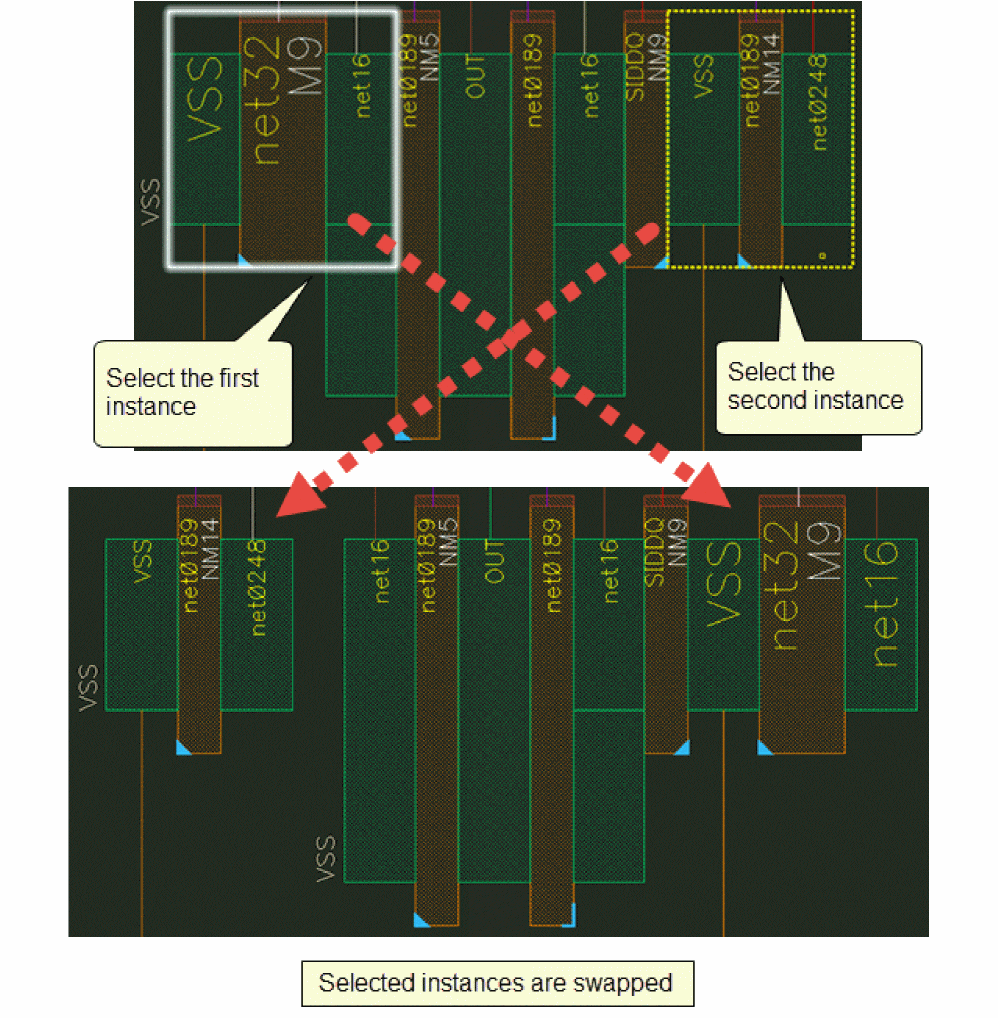 VSS
net32
M9
net16
net0189
NM5
OUT
net0189
net16
SIDDQ
NM9
VSS
net0189
NM14
net0248
VSS
Select the first
instance
Select the
second instance
VSS
net0189
NM14
net0248
VSS
net16
net0189
NM5
OUT
net0189
net16
SIDDQ
NM9
VSS
net32
M9
net16
VSS
Selected instances are swapped